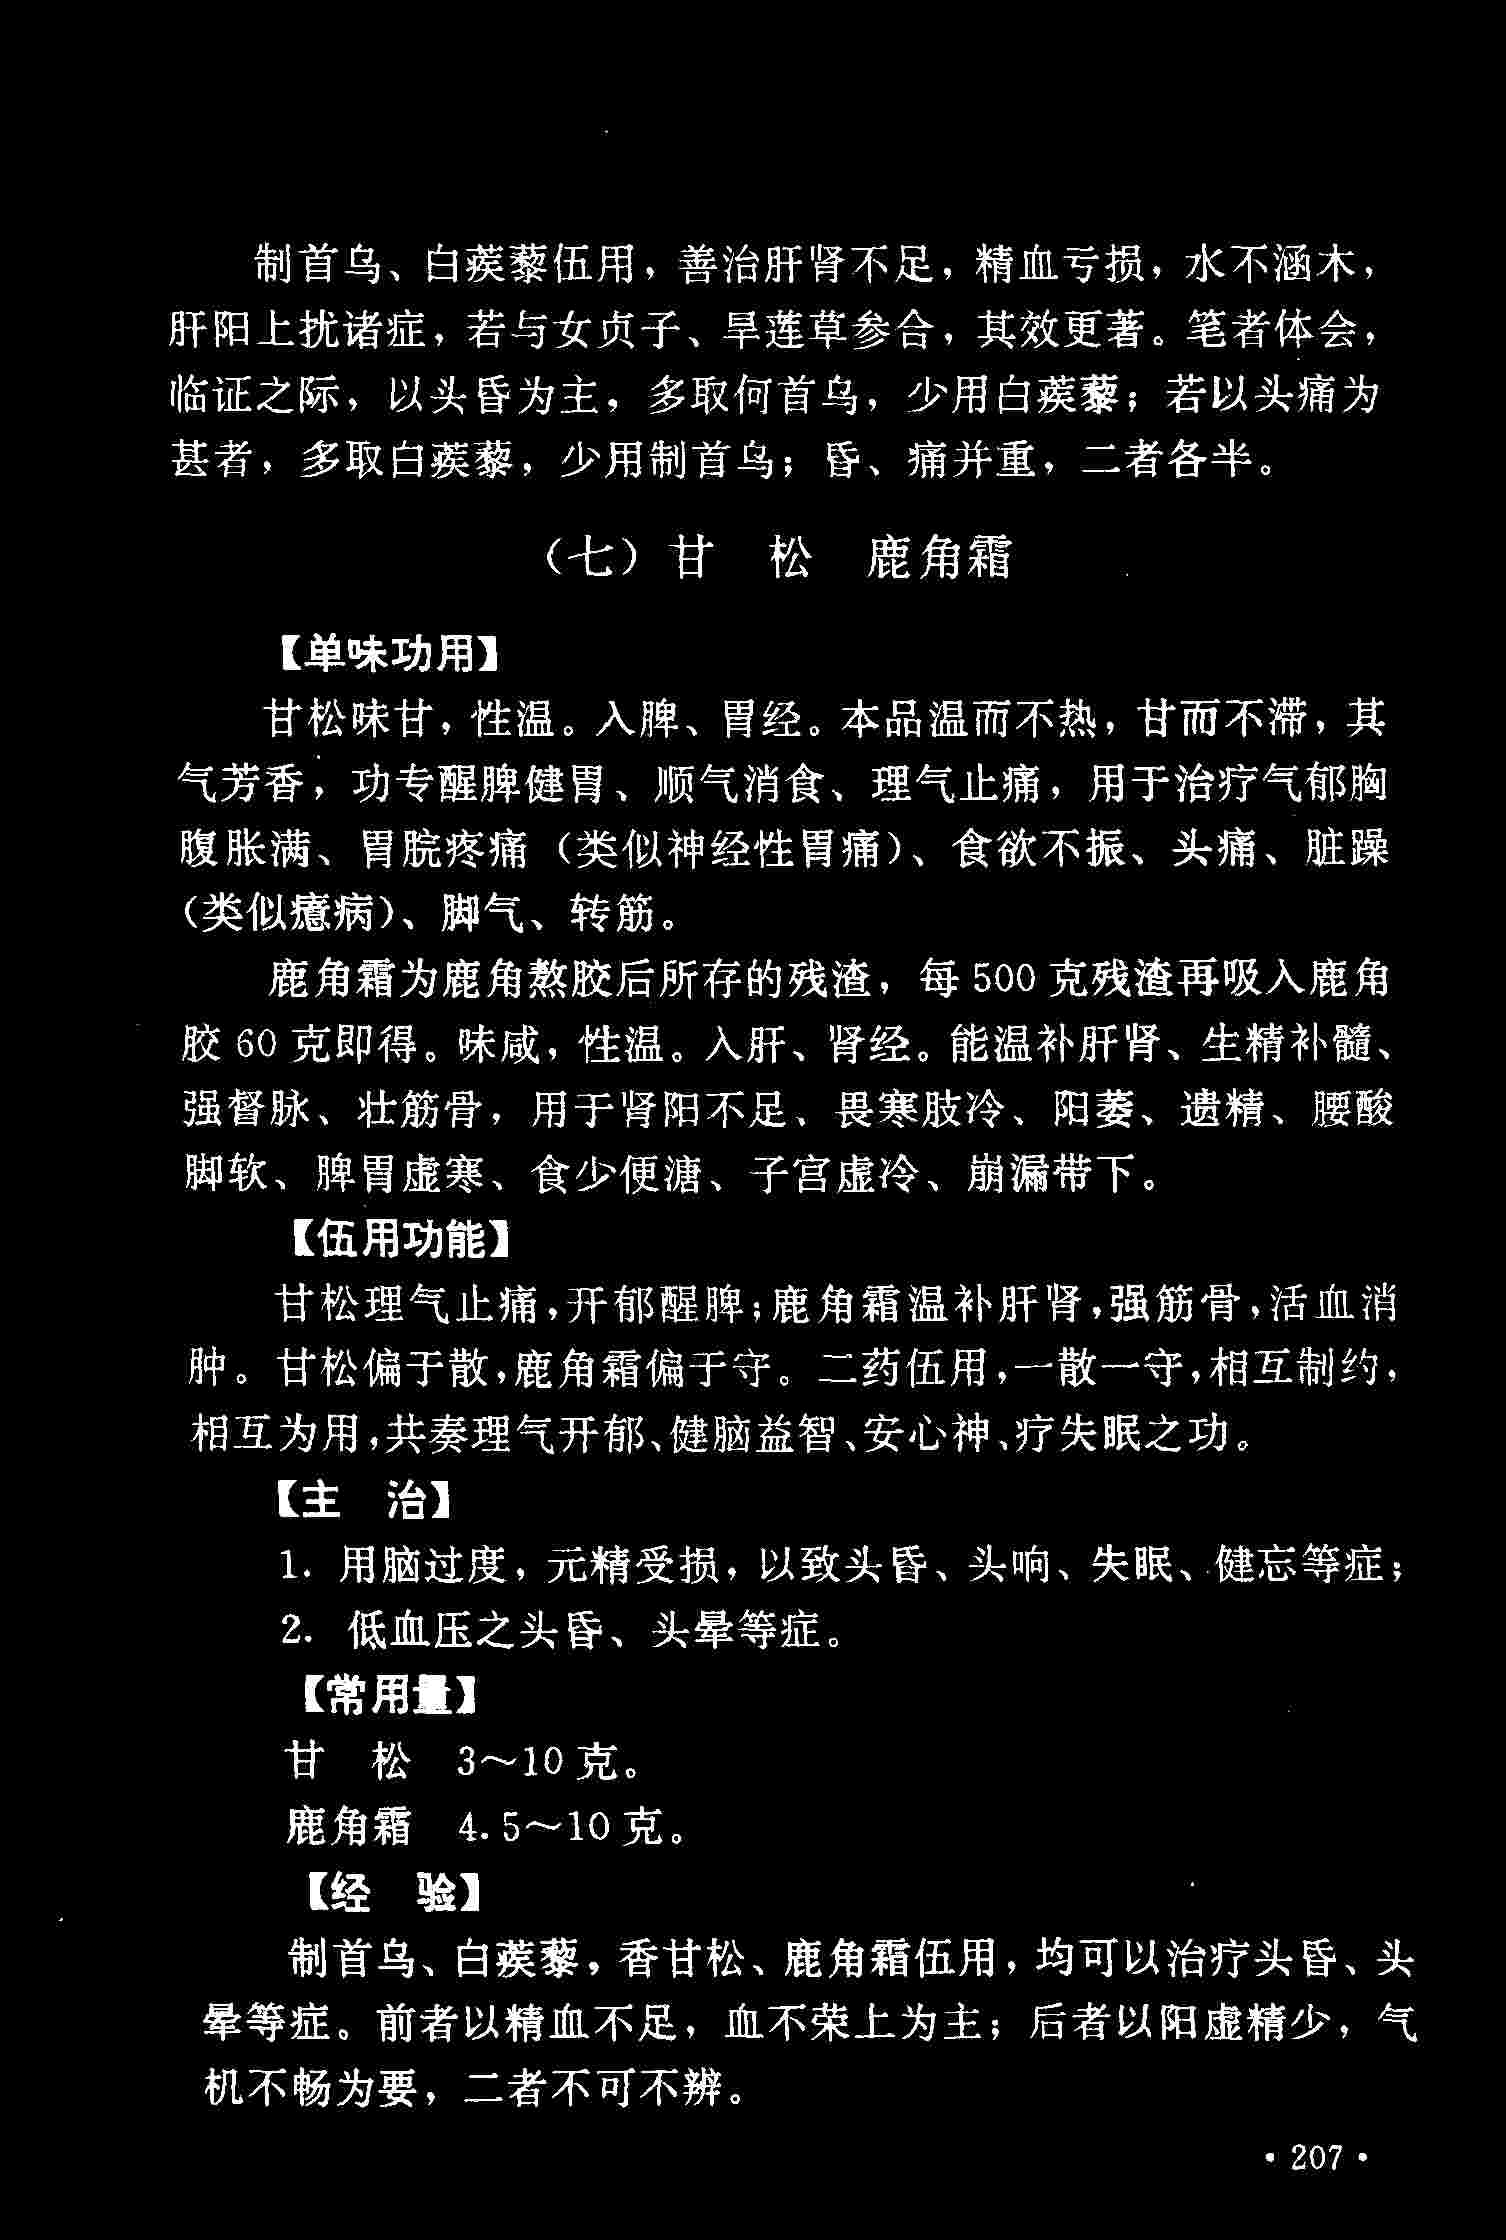 制首乌、白蒺藜伍用，善治肝肾不足，精血亏损，水不涵木，
肝阳上扰诸症，若与女贞子、旱莲草参合，其效更著。笔者体会，
临证之际，以头昏为主，多取何首乌，少用白蒺藜；若以头痛为
甚者，多取白蒺藜，少用制首乌；昏、痛并重，二者各半。
（七）甘　松　鹿角霜
【单味功用】
甘松味甘，性温。入脾、胃经。本品温而不热，甘而不滞，其
气芳香，功专醒脾健胃、顺气消食、理气止痛，用于治疗气郁胸
腹胀满、胃脘疼痛（类似神经性胃痛）、食欲不振、头痛、脏躁
（类似癔病）、脚气、转筋。
鹿角霜为鹿角熬胶后所存的残渣，每 500 克残渣再吸入鹿角
胶 60 克即得。味咸，性温。入肝、肾经。能温补肝肾、生精补髓、
强督脉、壮筋骨，用于肾阳不足、畏寒肢冷、阳萎、遗精、腰酸
脚软、脾胃虚寒、食少便溏、子宫虚冷、崩漏带下。
【伍用功能】
甘松理气止痛，开郁醒脾；鹿角霜温补肝肾，强筋骨，活血消
肿。甘松偏于散，鹿角霜偏于守。二药伍用，一散一守，相互制约，
相互为用，共奏理气开郁、健脑益智、安心神、疗失眠之功。
【主　治】
1. 用脑过度，元精受损，以致头昏、头响、失眠、健忘等症；
2. 低血压之头昏、头晕等症。
【常用量】
甘　松　3～10 克。
鹿角霜　4.5～10 克。
【经　验】
制首乌、白蒺藜，香甘松、鹿角霜伍用，均可以治疗头昏、头
晕等症。前者以精血不足，血不荣上为主；后者以阳虚精少，气
机不畅为要，二者不可不辨。
· 207 ·